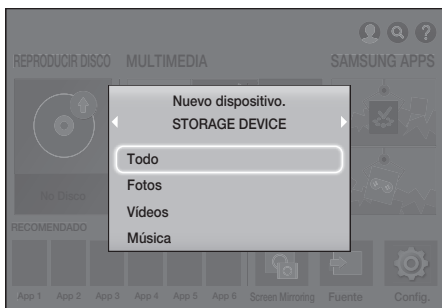 REPRODUCIR DISCO MULTIMEDIA SAMSUNG APPS
Nuevo dispositivo.
STORAGE DEVICE
Todo
Fotos
Vídeos
Música
No Disco
RECOMENDADO
App 1 App 2 App 3 App 4 App 5 App 6 Screen Mirroring Fuente Config.